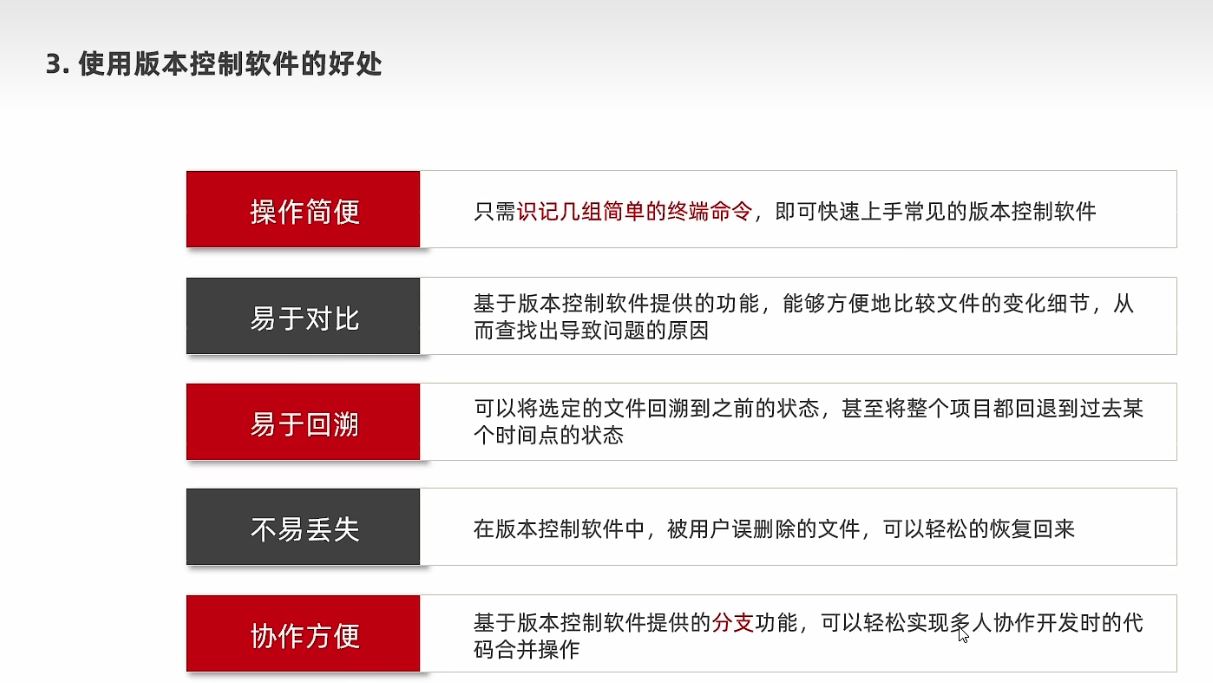 3. 使用版本控制软件的好处
操作简便
只需识记几组简单的终端命令，即可快速上手常见的版本控制软件
易于对比
基于版本控制软件提供的功能，能够方便地比较文件的变化细节，从
而查找出导致问题的原因
易于回溯
可以将选定的文件回溯到之前的状态，甚至将整个项目都回退到过去某
个时间点的状态
不易丢失
在版本控制软件中，被用户误删除的文件，可以轻松的恢复回来
协作方便
基于版本控制软件提供的分支功能，可以轻松实现多人协作开发时的代
码合并操作